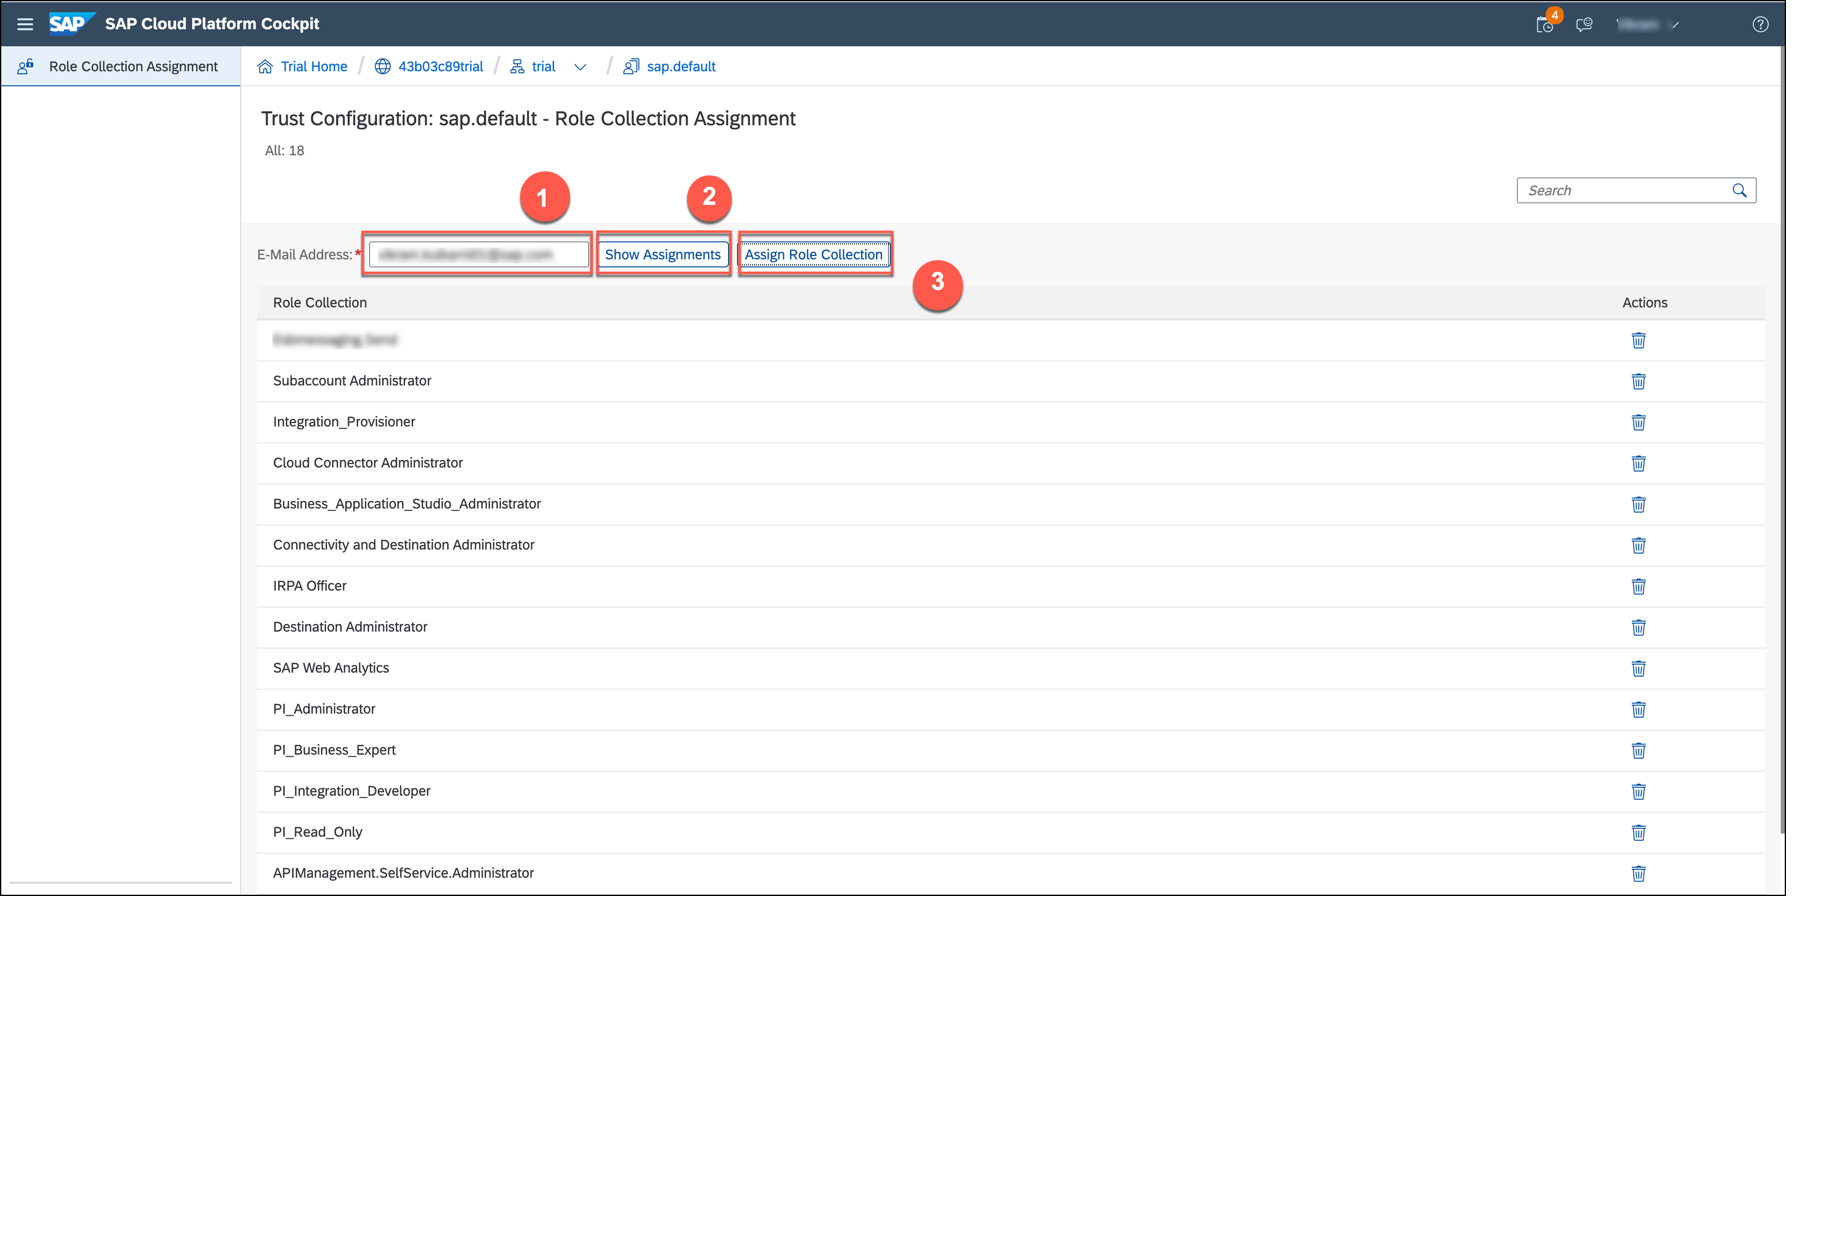 SAP SAP Cloud Platform Cockpit 4
Role Collection Assignment Trial Home / 43b03c89trial / trial / sap.default
Trust Configuration: sap.default - Role Collection Assignment
All: 18
Search
1 2
E-Mail Address:* Show Assignments Assign Role Collection
3
Role Collection Actions
Subaccount Administrator
Integration_Provisioner
Cloud Connector Administrator
Business_Application_Studio_Administrator
Connectivity and Destination Administrator
IRPA Officer
Destination Administrator
SAP Web Analytics
PI_Administrator
PI_Business_Expert
PI_Integration_Developer
PI_Read_Only
APIManagement.SelfService.Administrator